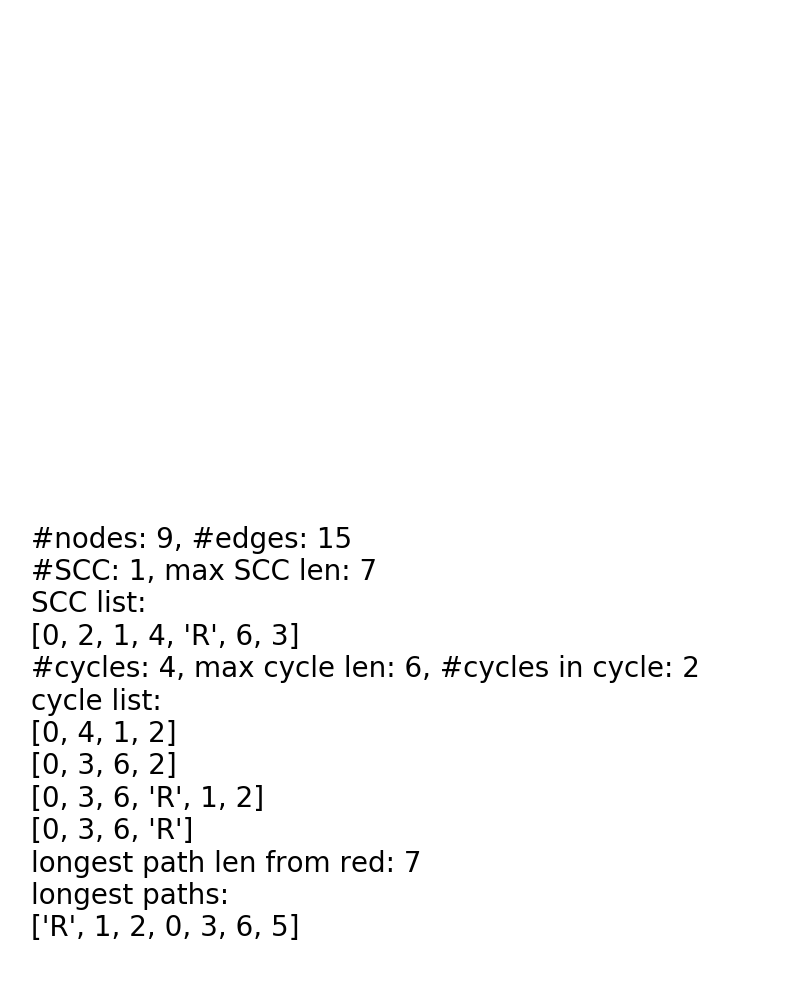 #nodes: 9, #edges: 15
#SCC: 1, max SCC len: 7
SCC list:
[0, 2, 1, 4, 'R', 6, 3]
#cycles: 4, max cycle len: 6, #cycles in cycle: 2
cycle list:
[0, 4, 1, 2]
[0, 3, 6, 2]
[0, 3, 6, 'R', 1, 2]
[0, 3, 6, 'R']
longest path len from red: 7
longest paths:
['R', 1, 2, 0, 3, 6, 5]